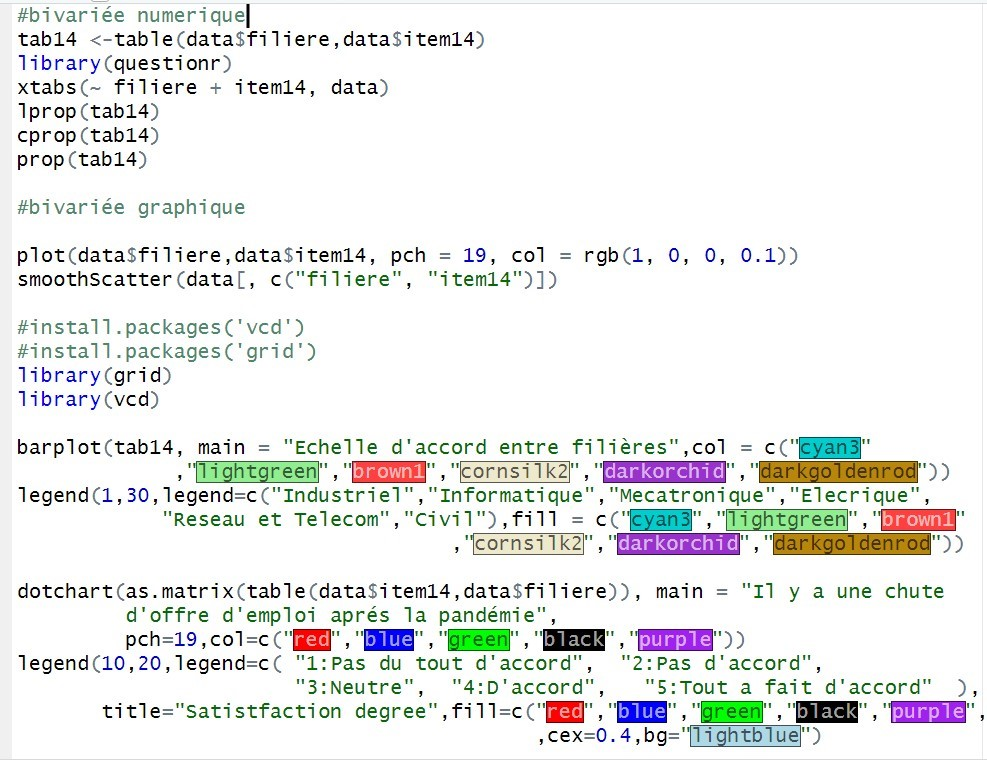 #bivariée numerique
tab14 <-table(data$filiere,data$item14)
library(questionr)
xtabs(~ filiere + item14, data)
lprop(tab14)
cprop(tab14)
prop(tab14)
#bivariée graphique
plot(data$filiere,data$item14, pch = 19, col = rgb(1, 0, 0, 0.1))
smoothScatter(data[, c("filiere", "item14")])
#install.packages('vcd')
#install.packages('grid')
library(grid)
library(vcd)
barplot(tab14, main = "Echelle d'accord entre filières",col = c("cyan3"
,"lightgreen","brown1","cornsilk2","darkorchid","darkgoldenrod"))
legend(1,30,legend=c("Industriel","Informatique","Mecatronique","Elecrique",
"Reseau et Telecom","Civil"),fill = c("cyan3","lightgreen","brown1"
,"cornsilk2","darkorchid","darkgoldenrod"))
dotchart(as.matrix(table(data$item14,data$filiere)), main = "Il y a une chute
d'offre d'emploi aprés la pandémie",
pch=19,col=c("red","blue","green","black","purple"))
legend(10,20,legend=c( "1:Pas du tout d'accord", "2:Pas d'accord",
"3:Neutre", "4:D'accord", "5:Tout a fait d'accord" ),
title="Satistfaction degree",fill=c("red","blue","green","black","purple",
,cex=0.4,bg="lightblue")